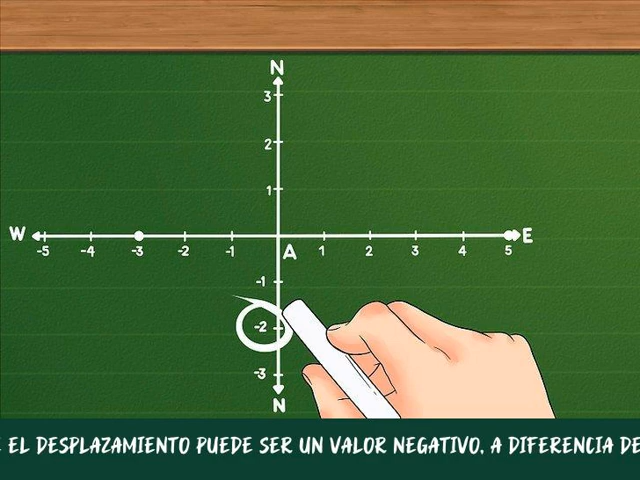 N
3
2
1
W -5 -4 -3 -2 -1 A 1 2 3 4 5 E
-1
-2
-3
N
EL DESPLAZAMIENTO PUEDE SER UN VALOR NEGATIVO, A DIFERENCIA DE